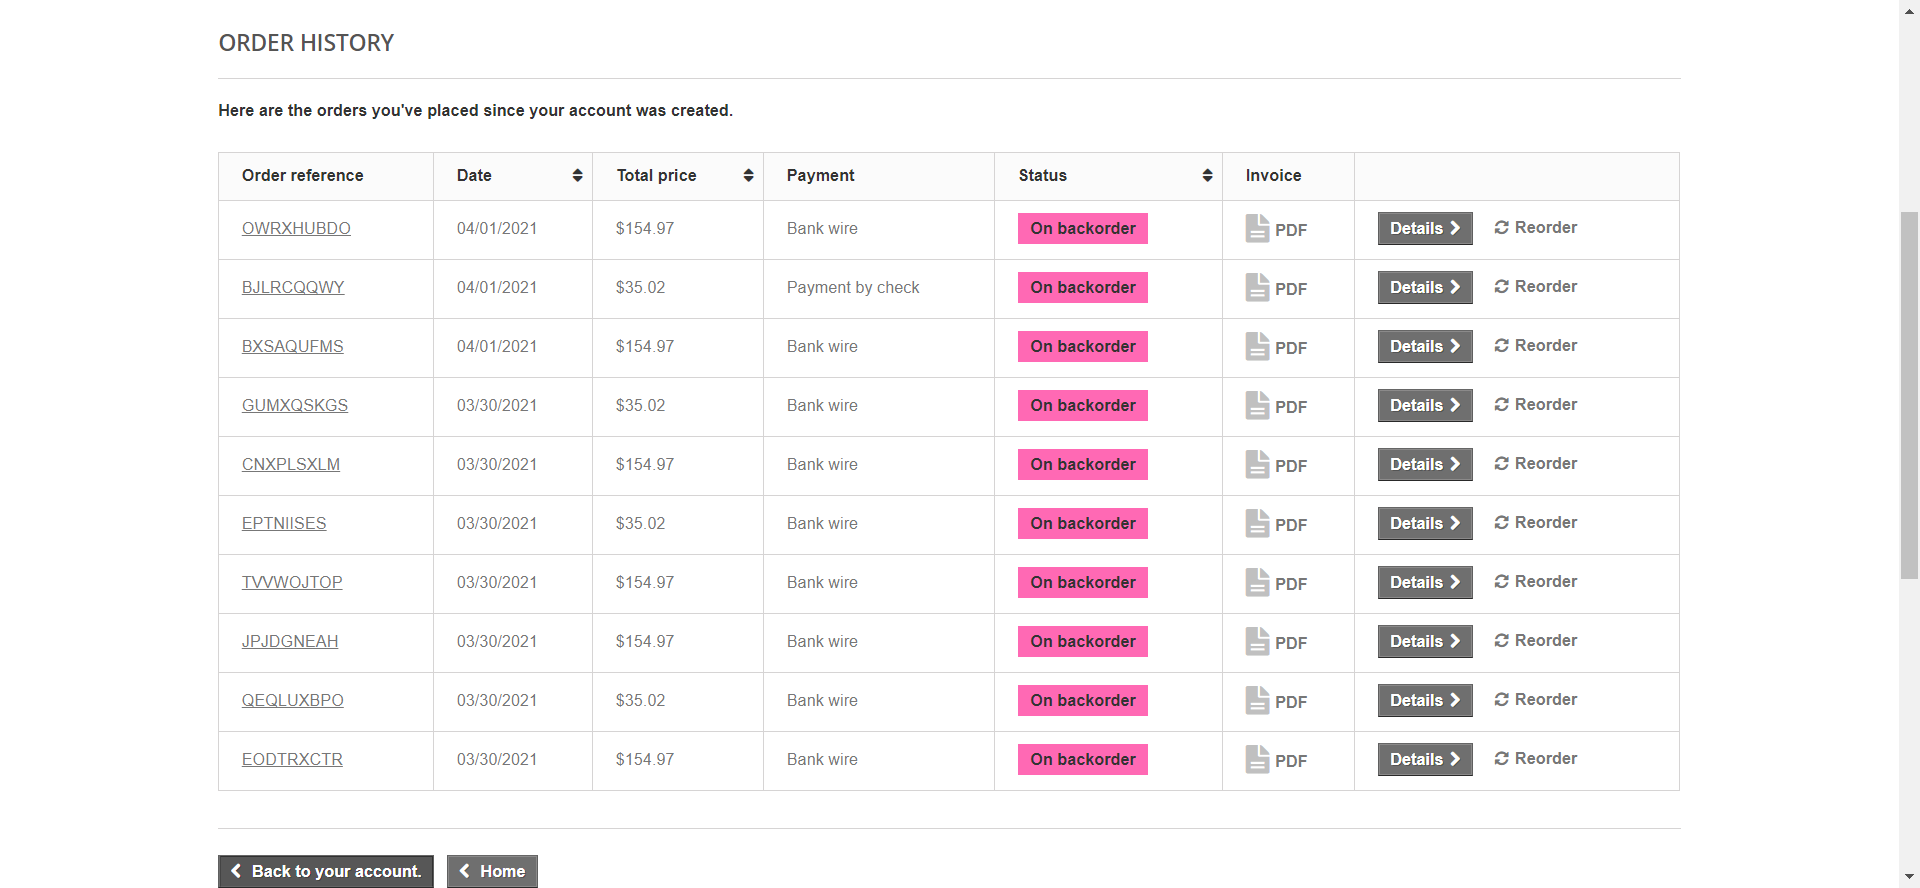 ORDER HISTORY
Here are the orders you've placed since your account was created.
Order reference Date Total price Payment Status Invoice
OWRXHUBDO 04/01/2021 $154.97 Bank wire On backorder PDF Details Reorder
BJLRCQQWY 04/01/2021 $35.02 Payment by check On backorder PDF Details Reorder
BXSAQUFMS 04/01/2021 $154.97 Bank wire On backorder PDF Details Reorder
GUMXQSKGS 03/30/2021 $35.02 Bank wire On backorder PDF Details Reorder
CNXPLSXLM 03/30/2021 $154.97 Bank wire On backorder PDF Details Reorder
EPTNIISES 03/30/2021 $35.02 Bank wire On backorder PDF Details Reorder
TVVWOJTOP 03/30/2021 $154.97 Bank wire On backorder PDF Details Reorder
JPJDGNEAH 03/30/2021 $154.97 Bank wire On backorder PDF Details Reorder
QEQLUXBPO 03/30/2021 $35.02 Bank wire On backorder PDF Details Reorder
EODTRXCTR 03/30/2021 $154.97 Bank wire On backorder PDF Details Reorder
Back to your account. Home